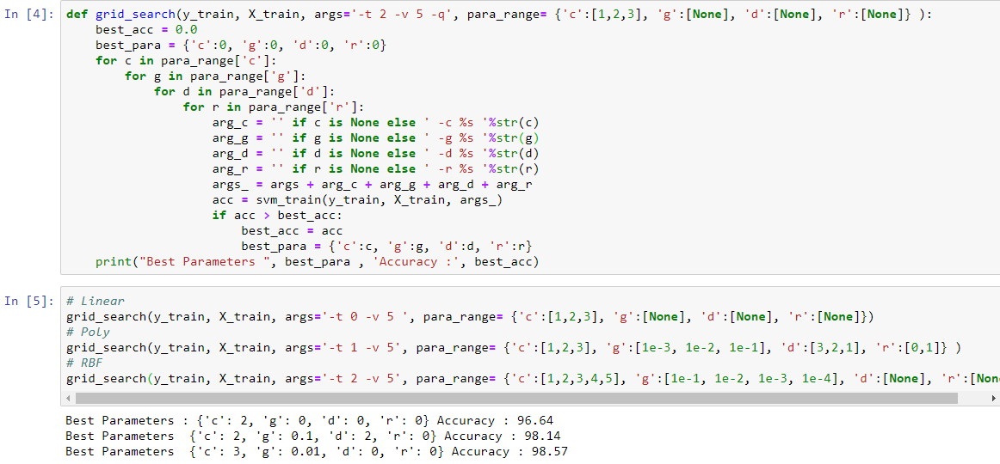 In [4]: def grid_search(y_train, X_train, args='-t 2 -v 5 -q', para_range= {'c':[1,2,3], 'g':[None], 'd':[None], 'r':[None]} ):
    best_acc = 0.0
    best_para = {'c':0, 'g':0, 'd':0, 'r':0}
    for c in para_range['c']:
        for g in para_range['g']:
            for d in para_range['d']:
                for r in para_range['r']:
                    arg_c = '' if c is None else ' -c %s '%str(c)
                    arg_g = '' if g is None else ' -g %s '%str(g)
                    arg_d = '' if d is None else ' -d %s '%str(d)
                    arg_r = '' if r is None else ' -r %s '%str(r)
                    args_ = args + arg_c + arg_g + arg_d + arg_r
                    acc = svm_train(y_train, X_train, args_)
                    if acc > best_acc:
                        best_acc = acc
                        best_para = {'c':c, 'g':g, 'd':d, 'r':r}
    print("Best Parameters ", best_para , 'Accuracy :', best_acc)
In [5]: # Linear
grid_search(y_train, X_train, args='-t 0 -v 5 ', para_range= {'c':[1,2,3], 'g':[None], 'd':[None], 'r':[None]})
# Poly
grid_search(y_train, X_train, args='-t 1 -v 5', para_range= {'c':[1,2,3], 'g':[1e-3, 1e-2, 1e-1], 'd':[3,2,1], 'r':[0,1]} )
# RBF
grid_search(y_train, X_train, args='-t 2 -v 5', para_range= {'c':[1,2,3,4,5], 'g':[1e-1, 1e-2, 1e-3, 1e-4], 'd':[None], 'r':[Non
Best Parameters : {'c': 2, 'g': 0, 'd': 0, 'r': 0} Accuracy : 96.64
Best Parameters  {'c': 2, 'g': 0.1, 'd': 2, 'r': 0} Accuracy : 98.14
Best Parameters  {'c': 3, 'g': 0.01, 'd': 0, 'r': 0} Accuracy : 98.57